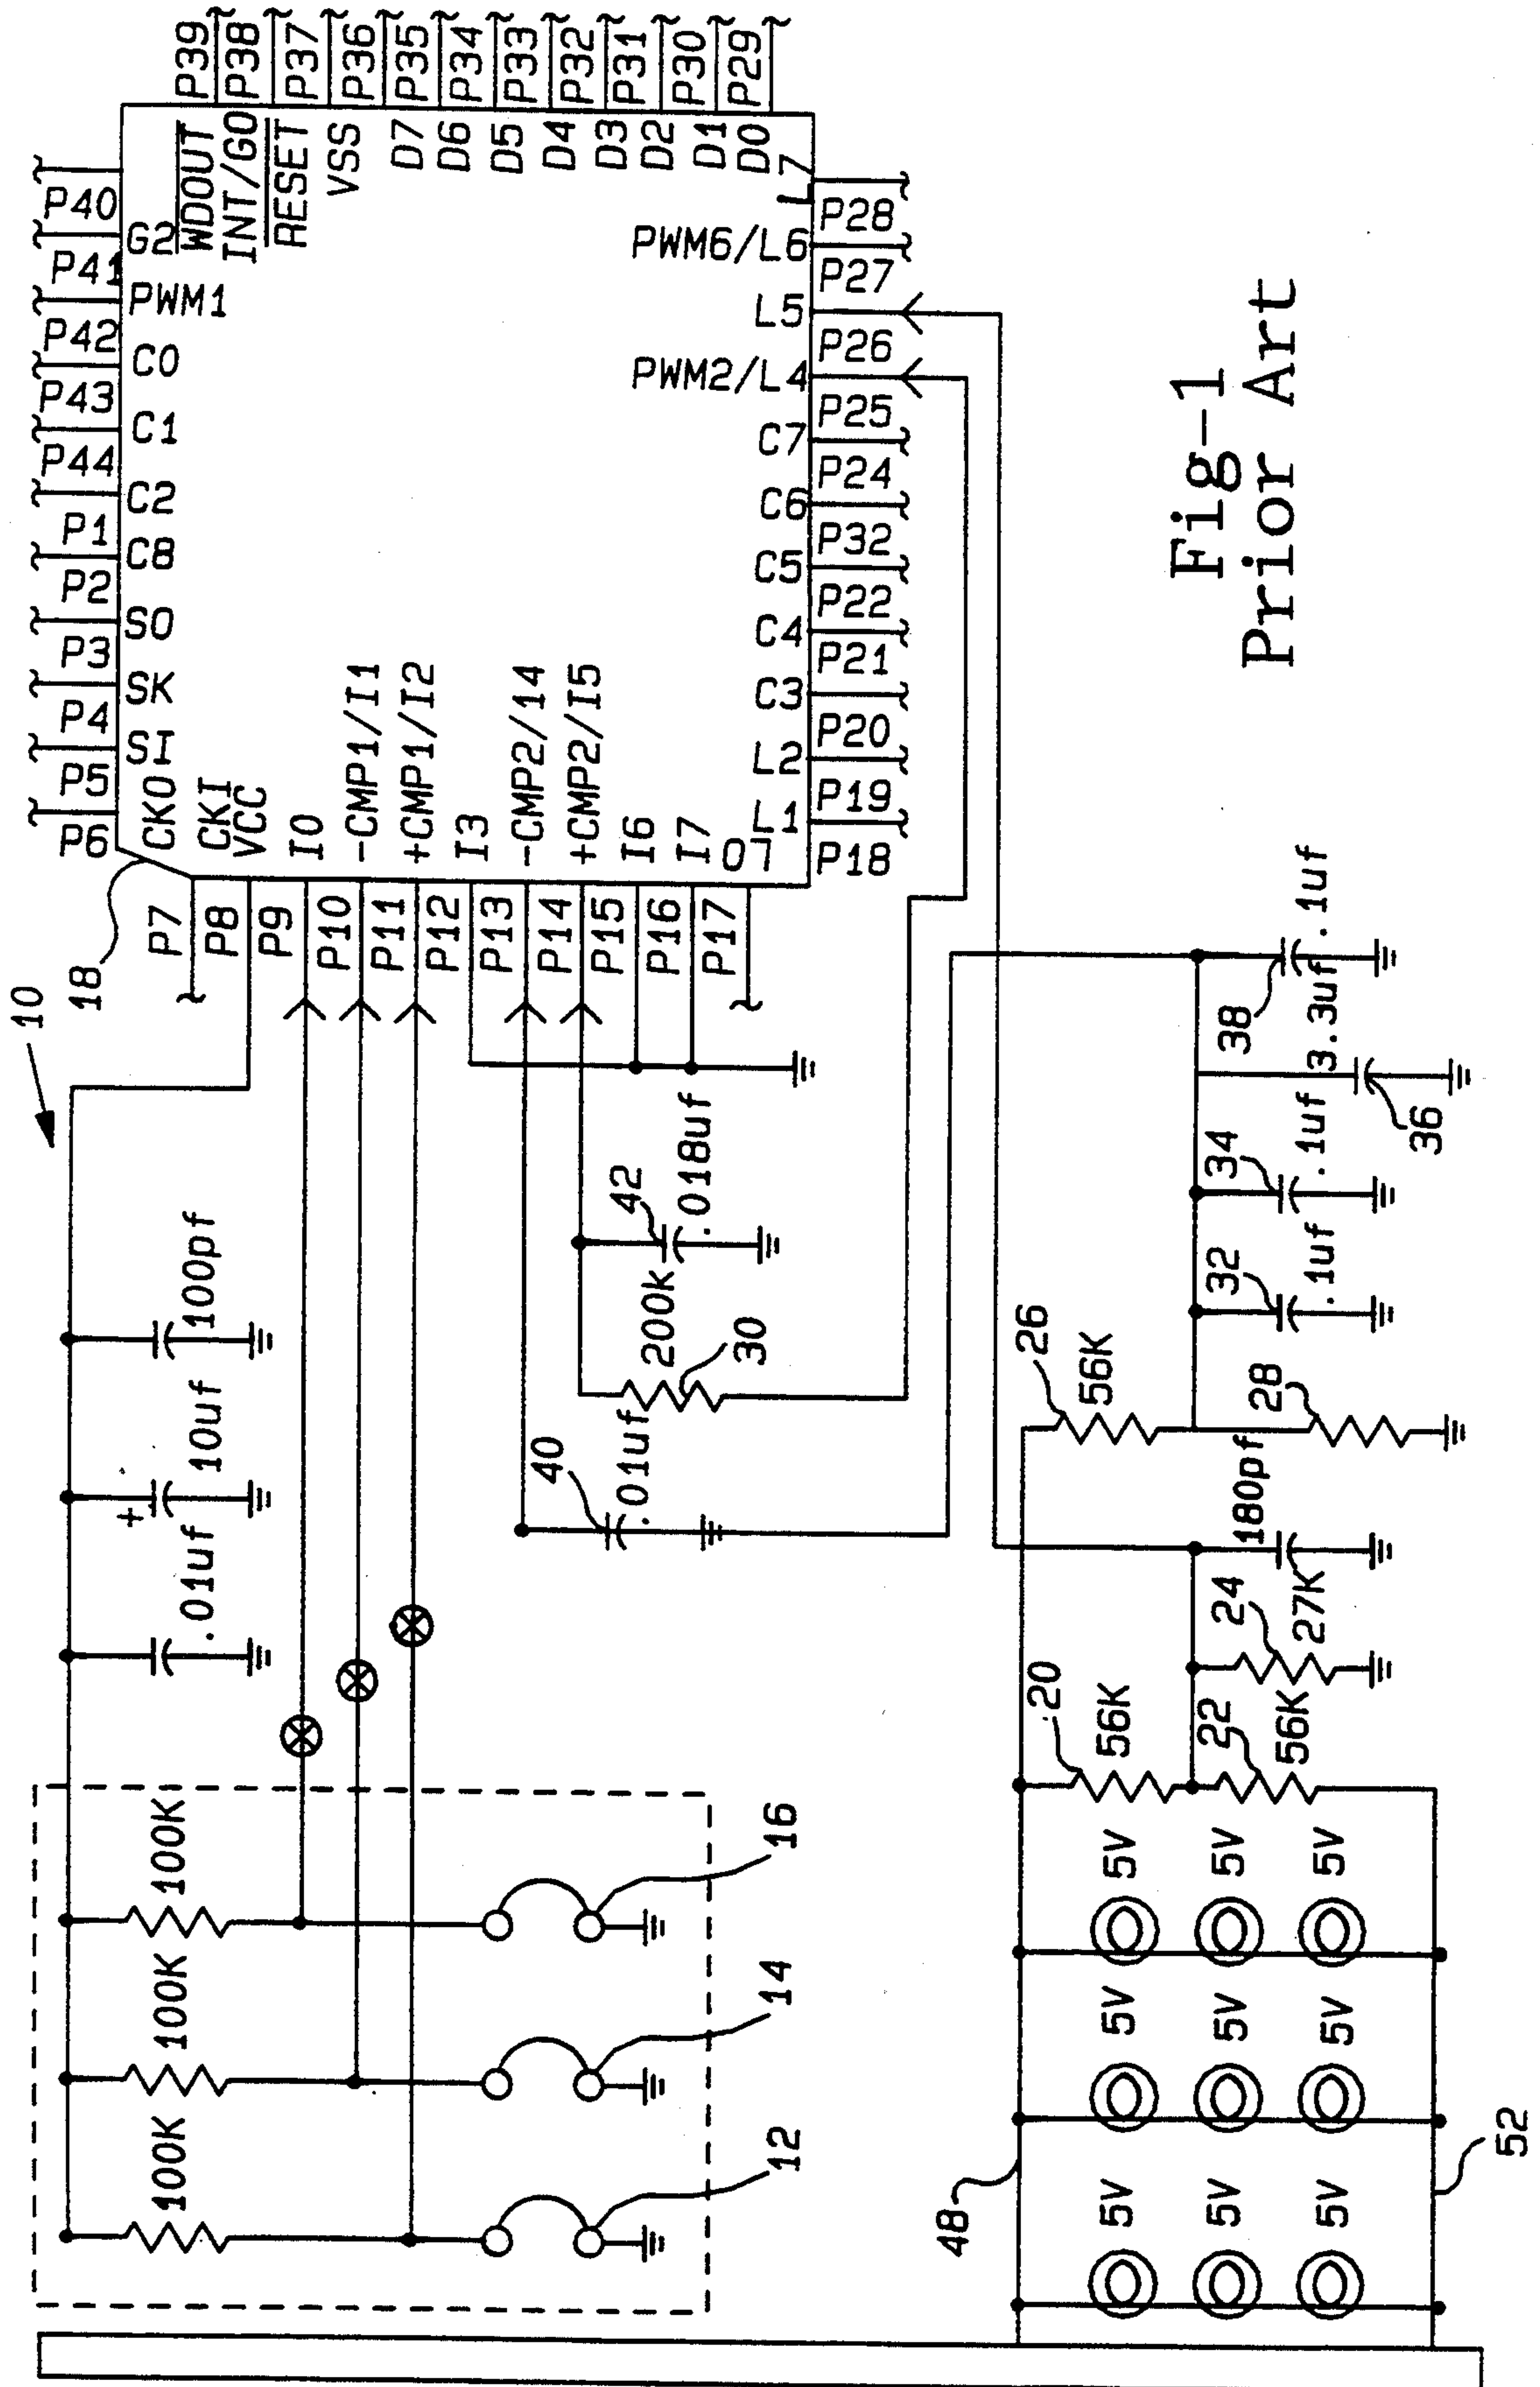 10
18
P39
P38
P37
P36
P35
P34
P33
P32
P31
P30
P29
P40
P41
P42
P43
P44
P1
P2
P3
P4
P5
P6
G2
PWM1
C0
C1
C2
C8
SO
SK
SI
CKO
CKI
VCC
I0
-CMP1/I1
+CMP1/I2
I3
-CMP2/14
+CMP2/I5
I6
I7
L0
WDOUT
INT/G0
RESET
VSS
D7
D6
D5
D4
D3
D2
D1
D0
L7
PWM6/L6
L5
PWM2/L4
C7
C6
C5
C4
C3
L2
L1
P28
P27
P26
P25
P24
P32
P22
P21
P20
P19
P18
P7
P8
P9
P10
P11
P12
P13
P14
P15
P16
P17
.01uf
+
10uf
100pf
100K
100K
100K
12
14
16
40
.01uf
200k
30
42
.018uf
48
52
5V
5V
5V
5V
5V
5V
5V
5V
5V
20
56K
22
56K
24
27K
180pf
26
56K
28
32
.1uf
34
.1uf
36
3.3uf
38
.1uf
Fig-1
Prior Art